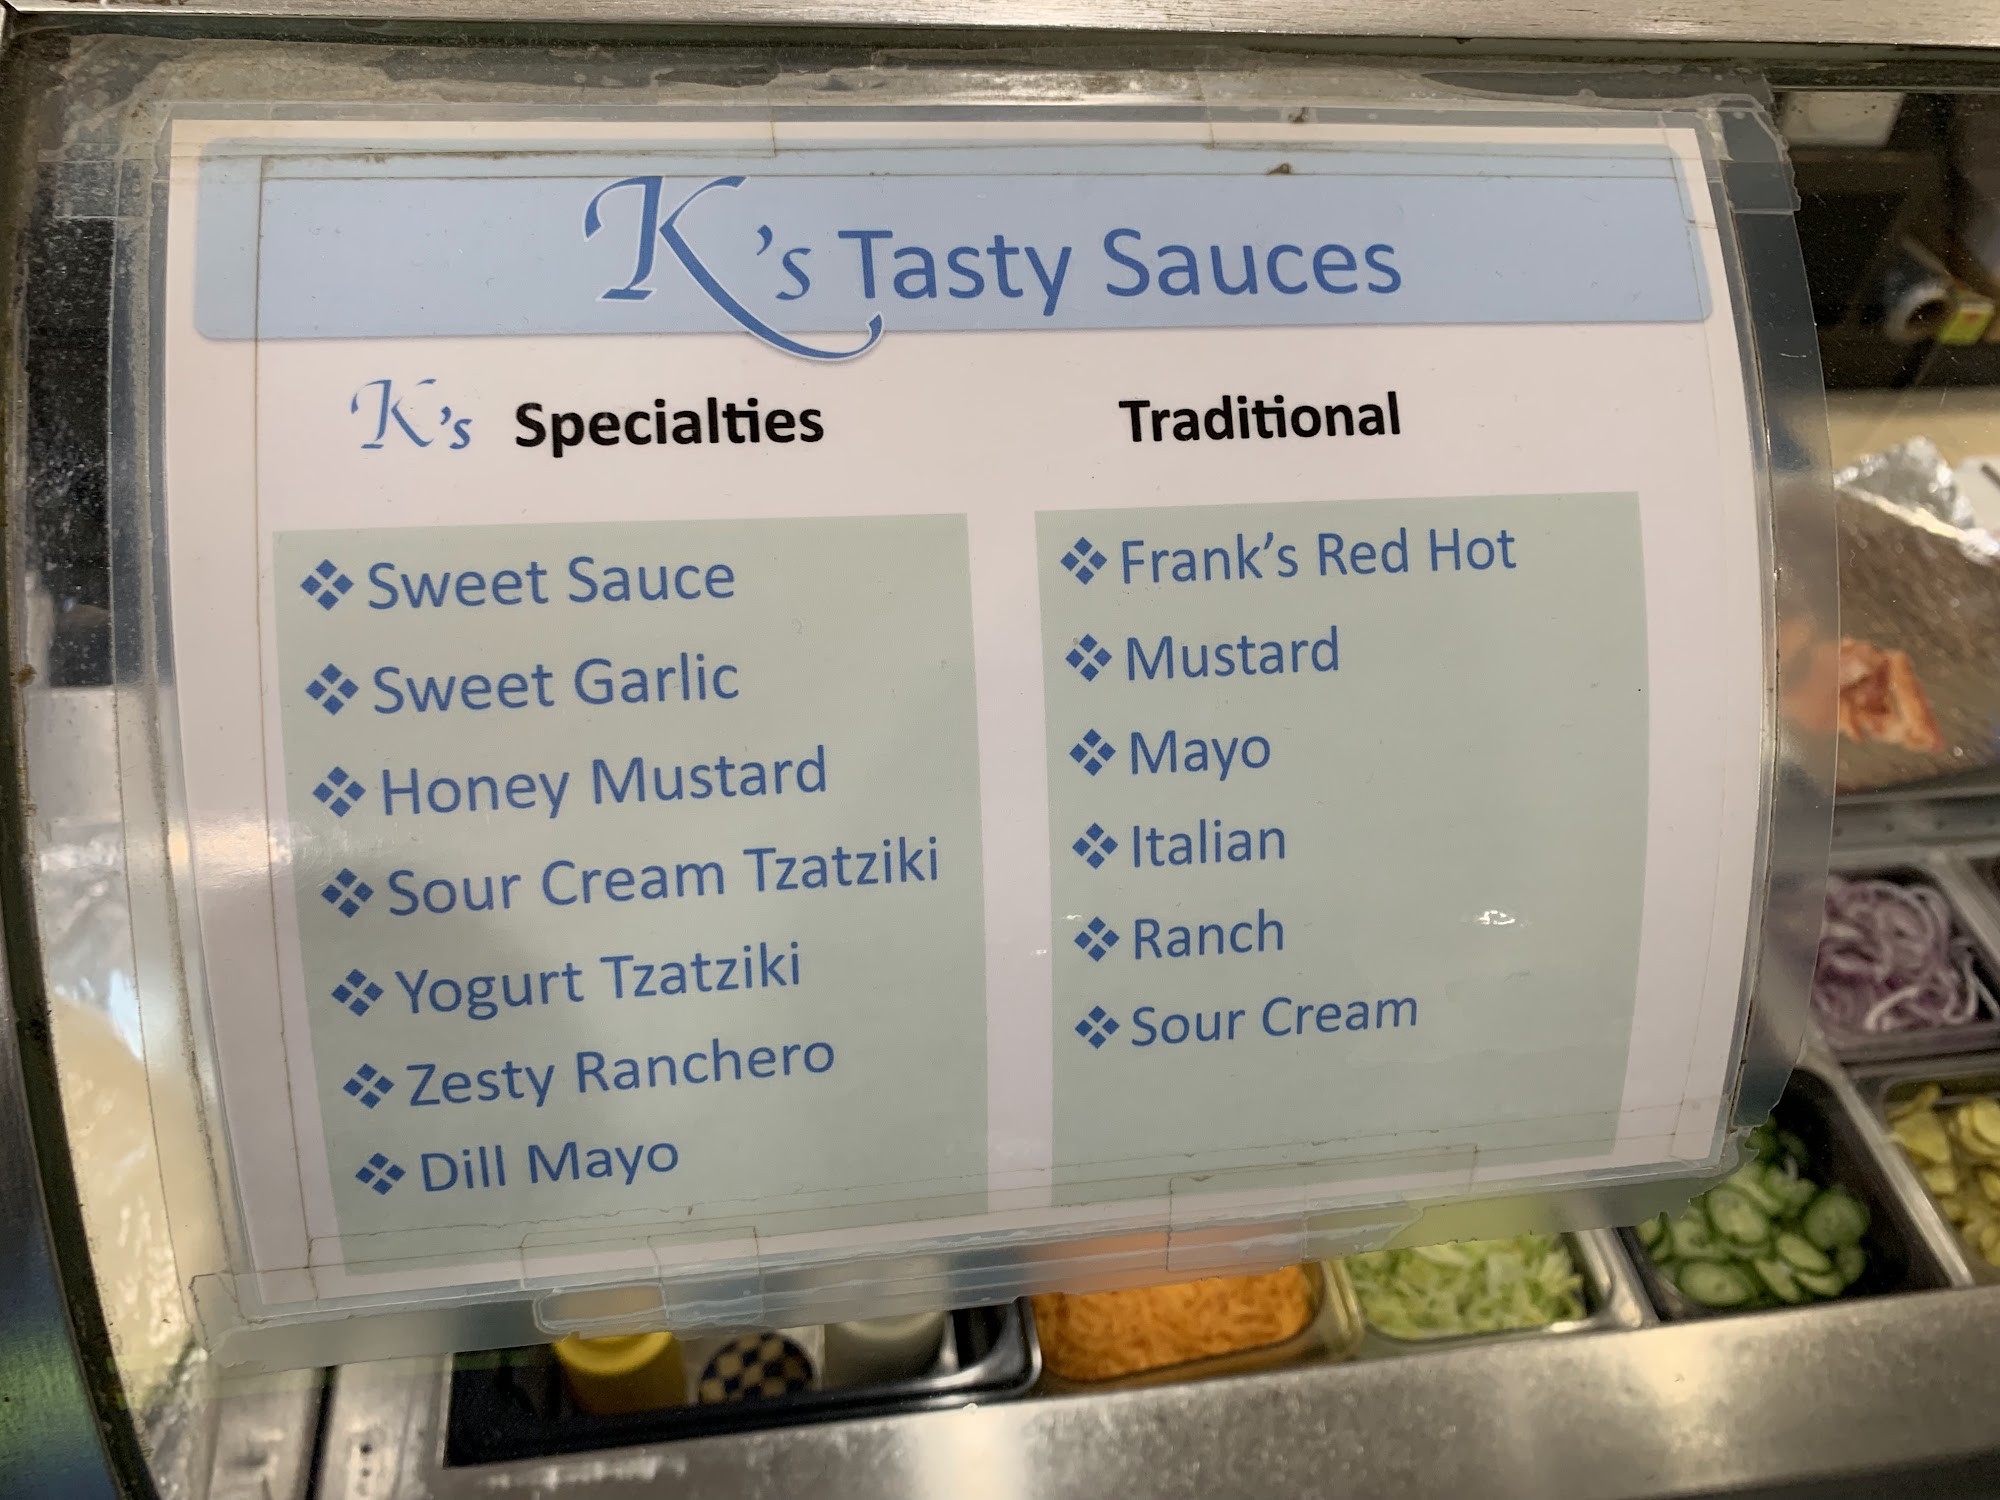 K's Tasty Sauces
K's Specialties
Sweet Sauce
Sweet Garlic
Honey Mustard
Sour Cream Tzatziki
Yogurt Tzatziki
Zesty Ranchero
Dill Mayo
Traditional
Frank's Red Hot
Mustard
Mayo
Italian
Ranch
Sour Cream